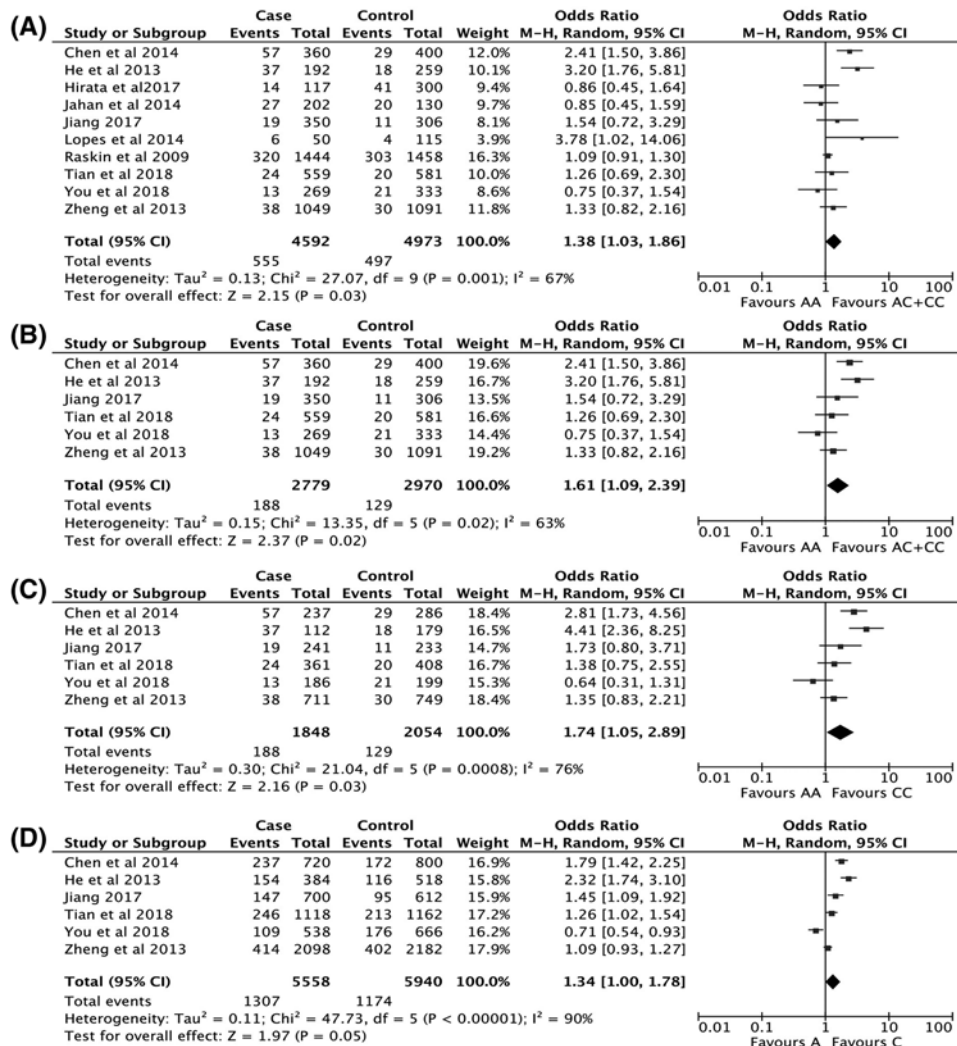 (A)
Case Control Odds Ratio Odds Ratio
Study or Subgroup Events Total Events Total Weight M-H, Random, 95% CI M-H, Random, 95% CI
Chen et al 2014 57 360 29 400 12.0% 2.41 [1.50, 3.86]
He et al 2013 37 192 18 259 10.1% 3.20 [1.76, 5.81]
Hirata et al2017 14 117 41 300 9.4% 0.86 [0.45, 1.64]
Jahan et al 2014 27 202 20 130 9.7% 0.85 [0.45, 1.59]
Jiang 2017 19 350 11 306 8.1% 1.54 [0.72, 3.29]
Lopes et al 2014 6 50 4 115 3.9% 3.78 [1.02, 14.06]
Raskin et al 2009 320 1444 303 1458 16.3% 1.09 [0.91, 1.30]
Tian et al 2018 24 559 20 581 10.0% 1.26 [0.69, 2.30]
You et al 2018 13 269 21 333 8.6% 0.75 [0.37, 1.54]
Zheng et al 2013 38 1049 30 1091 11.8% 1.33 [0.82, 2.16]
Total (95% CI) 4592 4973 100.0% 1.38 [1.03, 1.86]
Total events 555 497
Heterogeneity: Tau² = 0.13; Chi² = 27.07, df = 9 (P = 0.001); I² = 67%
Test for overall effect: Z = 2.15 (P = 0.03)
0.01 0.1 1 10 100
Favours AA Favours AC+CC
(B)
Case Control Odds Ratio Odds Ratio
Study or Subgroup Events Total Events Total Weight M-H, Random, 95% CI M-H, Random, 95% CI
Chen et al 2014 57 360 29 400 19.6% 2.41 [1.50, 3.86]
He et al 2013 37 192 18 259 16.7% 3.20 [1.76, 5.81]
Jiang 2017 19 350 11 306 13.5% 1.54 [0.72, 3.29]
Tian et al 2018 24 559 20 581 16.6% 1.26 [0.69, 2.30]
You et al 2018 13 269 21 333 14.4% 0.75 [0.37, 1.54]
Zheng et al 2013 38 1049 30 1091 19.2% 1.33 [0.82, 2.16]
Total (95% CI) 2779 2970 100.0% 1.61 [1.09, 2.39]
Total events 188 129
Heterogeneity: Tau² = 0.15; Chi² = 13.35, df = 5 (P = 0.02); I² = 63%
Test for overall effect: Z = 2.37 (P = 0.02)
0.01 0.1 1 10 100
Favours AA Favours AC+CC
(C)
Case Control Odds Ratio Odds Ratio
Study or Subgroup Events Total Events Total Weight M-H, Random, 95% CI M-H, Random, 95% CI
Chen et al 2014 57 237 29 286 18.4% 2.81 [1.73, 4.56]
He et al 2013 37 112 18 179 16.5% 4.41 [2.36, 8.25]
Jiang 2017 19 241 11 233 14.7% 1.73 [0.80, 3.71]
Tian et al 2018 24 361 20 408 16.7% 1.38 [0.75, 2.55]
You et al 2018 13 186 21 199 15.3% 0.64 [0.31, 1.31]
Zheng et al 2013 38 711 30 749 18.4% 1.35 [0.83, 2.21]
Total (95% CI) 1848 2054 100.0% 1.74 [1.05, 2.89]
Total events 188 129
Heterogeneity: Tau² = 0.30; Chi² = 21.04, df = 5 (P = 0.0008); I² = 76%
Test for overall effect: Z = 2.16 (P = 0.03)
0.01 0.1 1 10 100
Favours AA Favours CC
(D)
Case Control Odds Ratio Odds Ratio
Study or Subgroup Events Total Events Total Weight M-H, Random, 95% CI M-H, Random, 95% CI
Chen et al 2014 237 720 172 800 16.9% 1.79 [1.42, 2.25]
He et al 2013 154 384 116 518 15.8% 2.32 [1.74, 3.10]
Jiang 2017 147 700 95 612 15.9% 1.45 [1.09, 1.92]
Tian et al 2018 246 1118 213 1162 17.2% 1.26 [1.02, 1.54]
You et al 2018 109 538 176 666 16.2% 0.71 [0.54, 0.93]
Zheng et al 2013 414 2098 402 2182 17.9% 1.09 [0.93, 1.27]
Total (95% CI) 5558 5940 100.0% 1.34 [1.00, 1.78]
Total events 1307 1174
Heterogeneity: Tau² = 0.11; Chi² = 47.73, df = 5 (P < 0.00001); I² = 90%
Test for overall effect: Z = 1.97 (P = 0.05)
0.01 0.1 1 10 100
Favours A Favours C